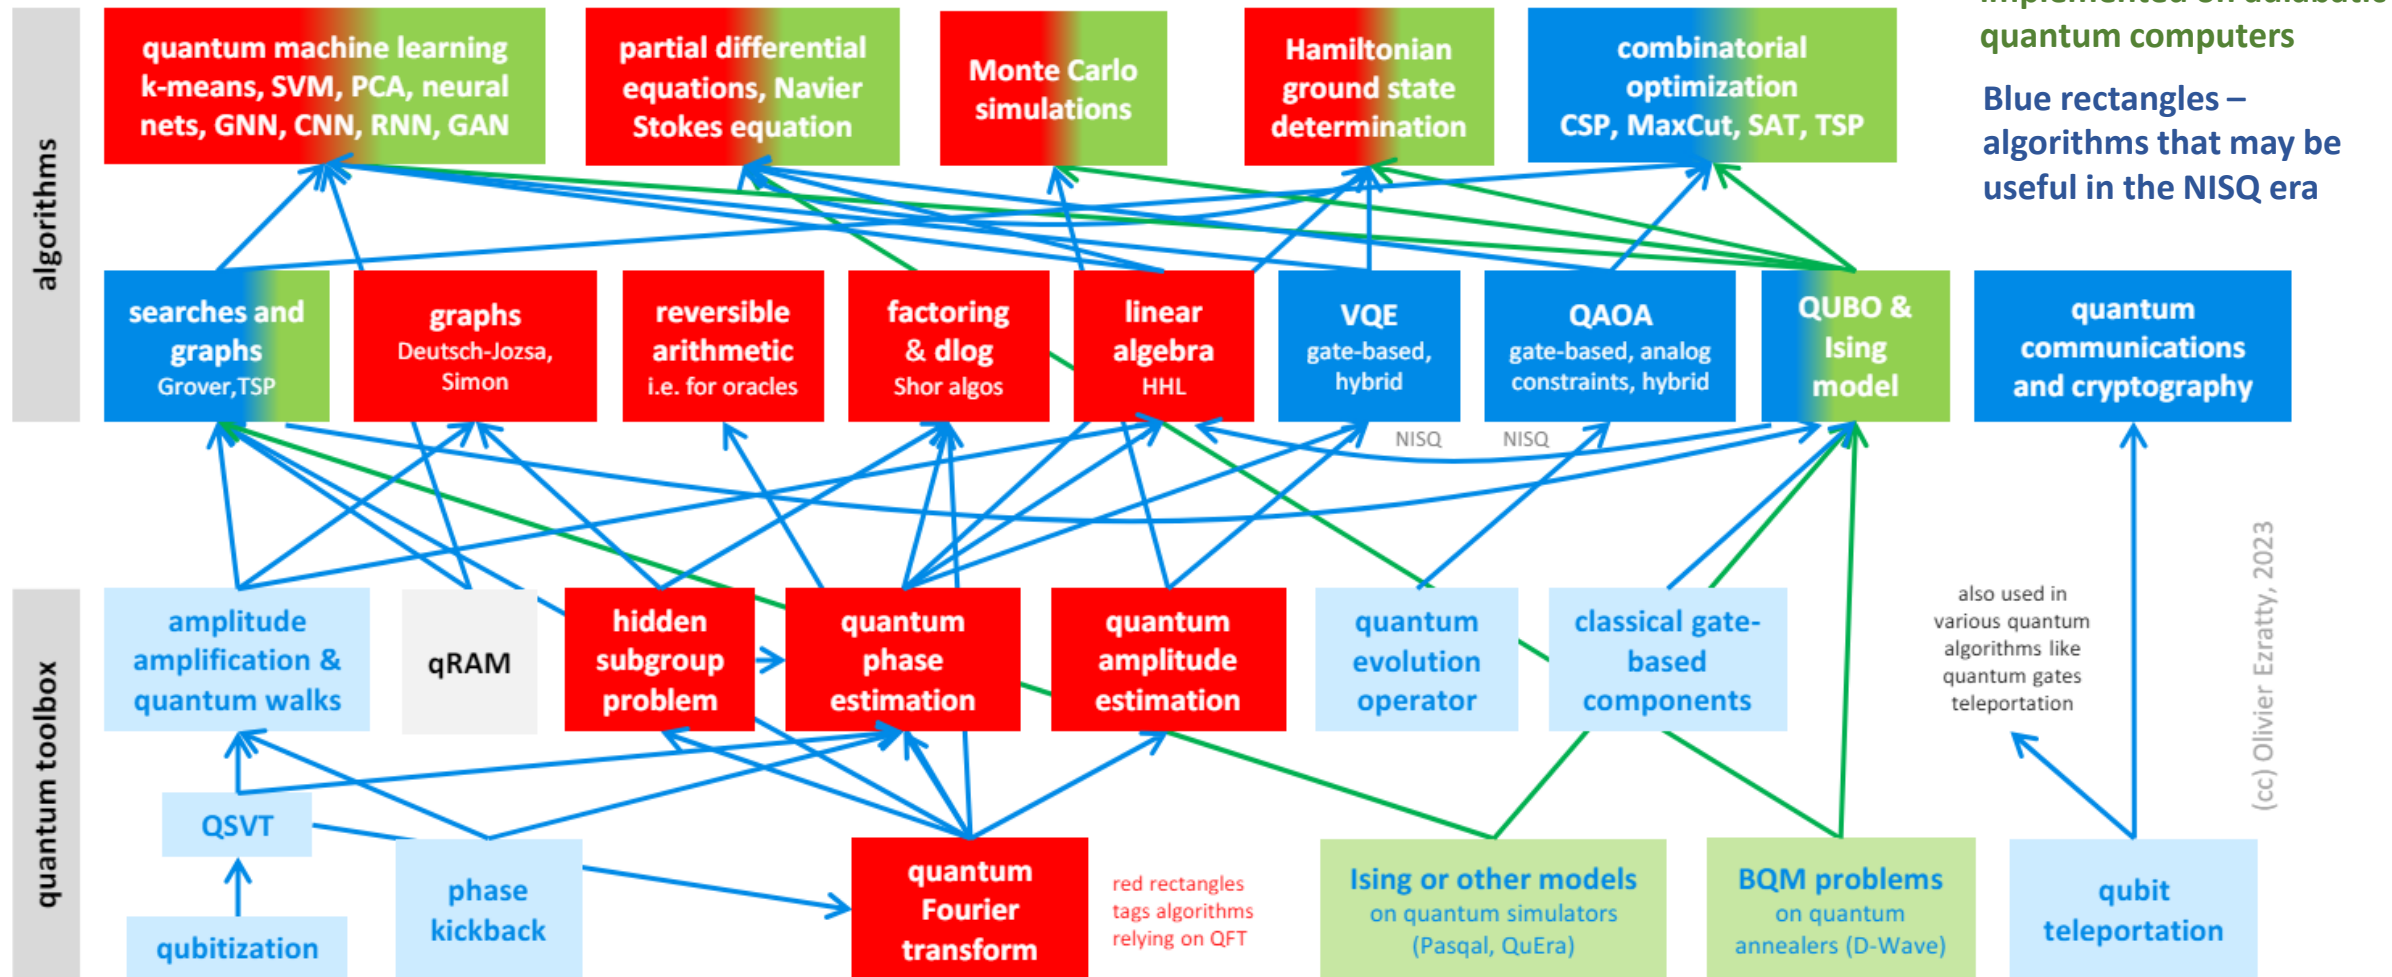 implemented on adiabatic
quantum computers
Blue rectangles –
algorithms that may be
useful in the NISQ era
algorithms
quantum machine learning
k-means, SVM, PCA, neural
nets, GNN, CNN, RNN, GAN
partial differential
equations, Navier
Stokes equation
Monte Carlo
simulations
Hamiltonian
ground state
determination
combinatorial
optimization
CSP, MaxCut, SAT, TSP
searches and
graphs
Grover,TSP
graphs
Deutsch-Jozsa,
Simon
reversible
arithmetic
i.e. for oracles
factoring
& dlog
Shor algos
linear
algebra
HHL
VQE
gate-based,
hybrid
QAOA
gate-based, analog
constraints, hybrid
QUBO &
Ising
model
quantum
communications
and cryptography
NISQ
NISQ
quantum toolbox
amplitude
amplification &
quantum walks
qRAM
hidden
subgroup
problem
quantum
phase
estimation
quantum
amplitude
estimation
quantum
evolution
operator
classical gate-
based
components
also used in
various quantum
algorithms like
quantum gates
teleportation
(cc) Olivier Ezratty, 2023
QSVT
qubitization
phase
kickback
quantum
Fourier
transform
red rectangles
tags algorithms
relying on QFT
Ising or other models
on quantum simulators
(Pasqal, QuEra)
BQM problems
on quantum
annealers (D-Wave)
qubit
teleportation